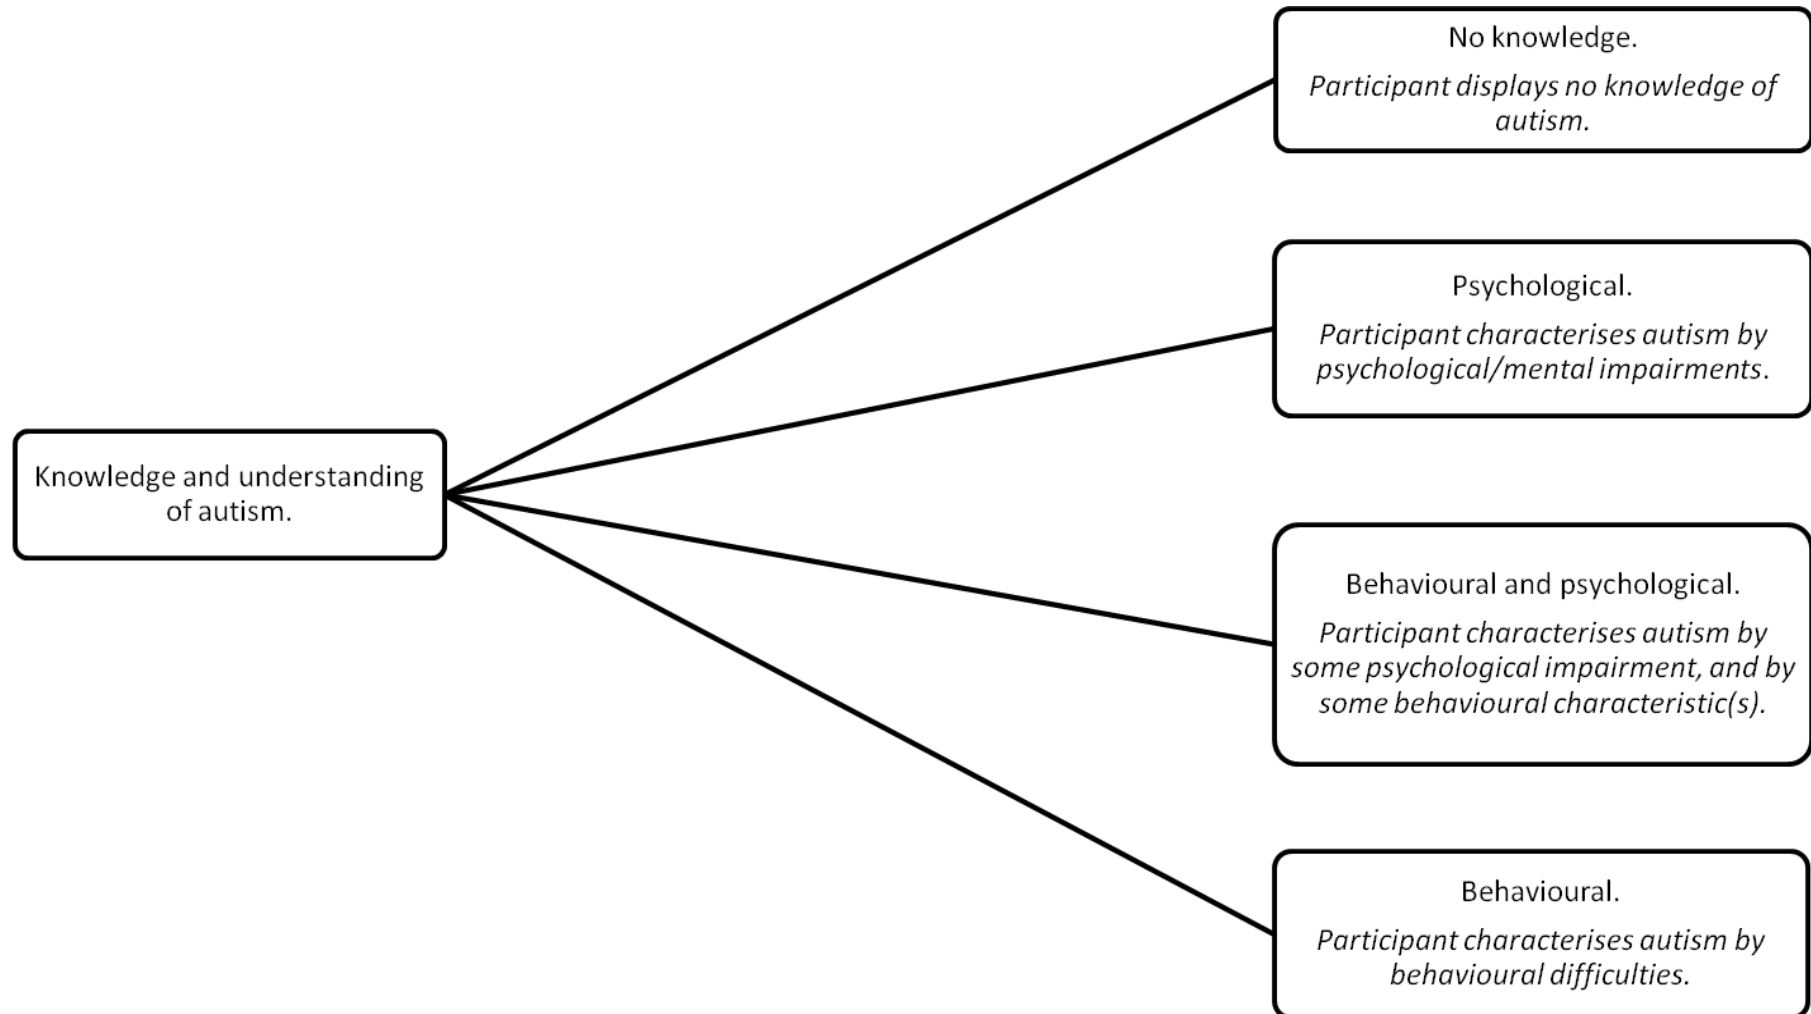 No knowledge.
Participant displays no knowledge of
autism.
Psychological.
Participant characterises autism by
psychological/mental impairments.
Knowledge and understanding
of autism.
Behavioural and psychological.
Participant characterises autism by
some psychological impairment, and by
some behavioural characteristic(s).
Behavioural.
Participant characterises autism by
behavioural difficulties.